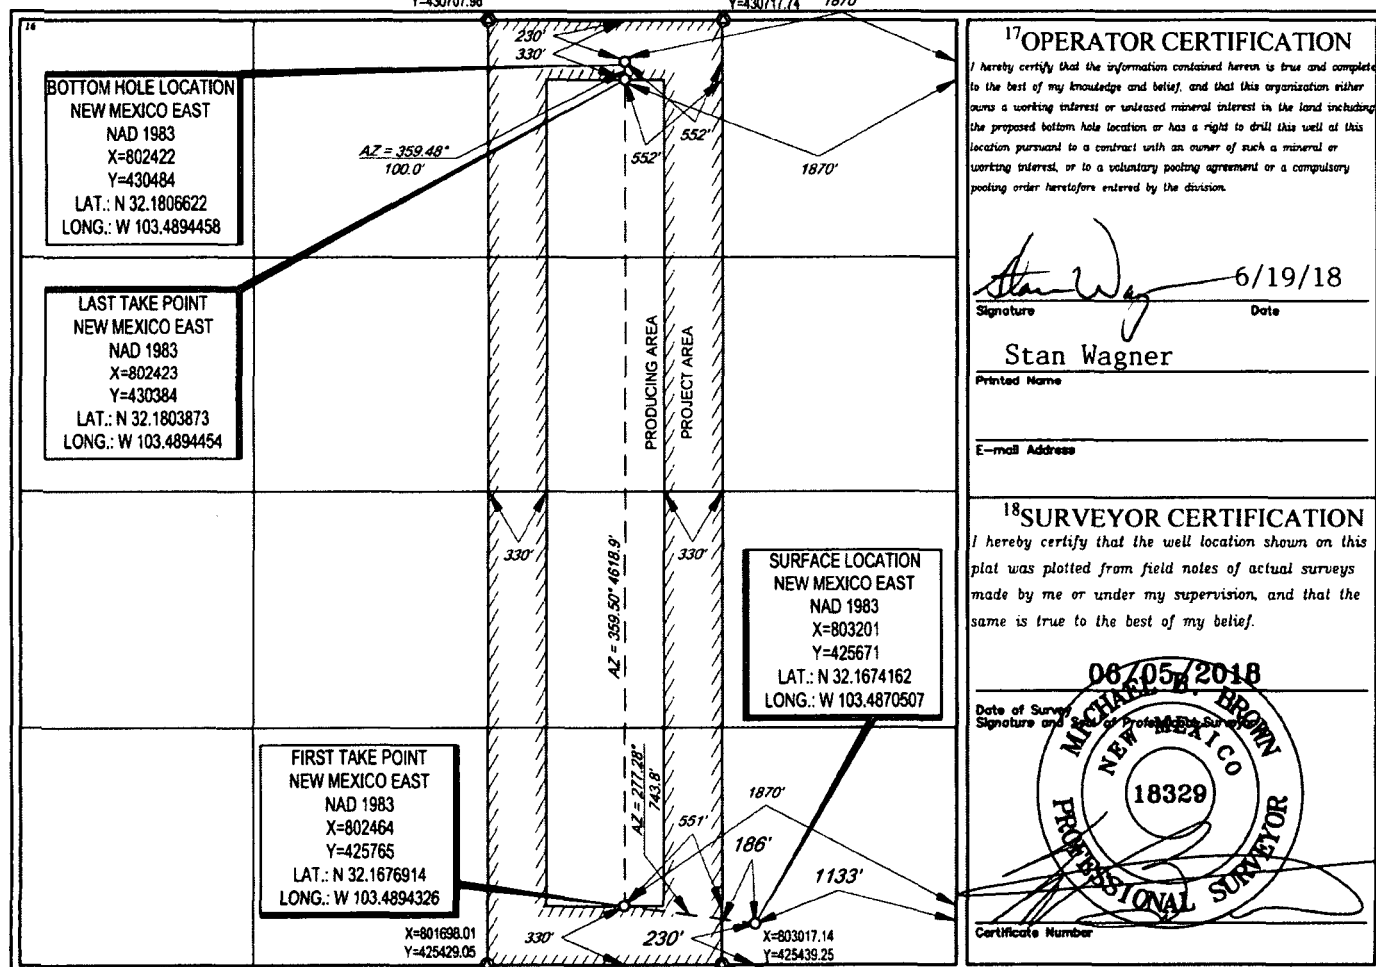 Y=430707.96
Y=430717.74
1870'
16
230'
330'
BOTTOM HOLE LOCATION
NEW MEXICO EAST
NAD 1983
X=802422
Y=430484
LAT.: N 32.1806622
LONG.: W 103.4894458
AZ = 359.48°
100.0'
552'
552'
1870'
LAST TAKE POINT
NEW MEXICO EAST
NAD 1983
X=802423
Y=430384
LAT.: N 32.1803873
LONG.: W 103.4894454
PRODUCING AREA
PROJECT AREA
330'
330'
AZ = 359.50° 4618.9'
SURFACE LOCATION
NEW MEXICO EAST
NAD 1983
X=803201
Y=425671
LAT.: N 32.1674162
LONG.: W 103.4870507
FIRST TAKE POINT
NEW MEXICO EAST
NAD 1983
X=802464
Y=425765
LAT.: N 32.1676914
LONG.: W 103.4894326
AZ = 277.28°
743.8'
551'
186'
1870'
1133'
X=801698.01
Y=425429.05
330'
230'
X=803017.14
Y=425439.25
17 OPERATOR CERTIFICATION
I hereby certify that the information contained herein is true and complete
to the best of my knowledge and belief, and that this organization either
owns a working interest or unleased mineral interest in the land including
the proposed bottom hole location or has a right to drill this well at this
location pursuant to a contract with an owner of such a mineral or
working interest, or to a voluntary pooling agreement or a compulsory
pooling order heretofore entered by the division.
Stan Wag
6/19/18
Signature Date
Stan Wagner
Printed Name
E-mail Address
18 SURVEYOR CERTIFICATION
I hereby certify that the well location shown on this
plat was plotted from field notes of actual surveys
made by me or under my supervision, and that the
same is true to the best of my belief.
06/05/2018
Date of Survey
Signature and Seal of Professional Surveyor
MICHAEL B. BROWN
NEW MEXICO
18329
PROFESSIONAL SURVEYOR
Certificate Number